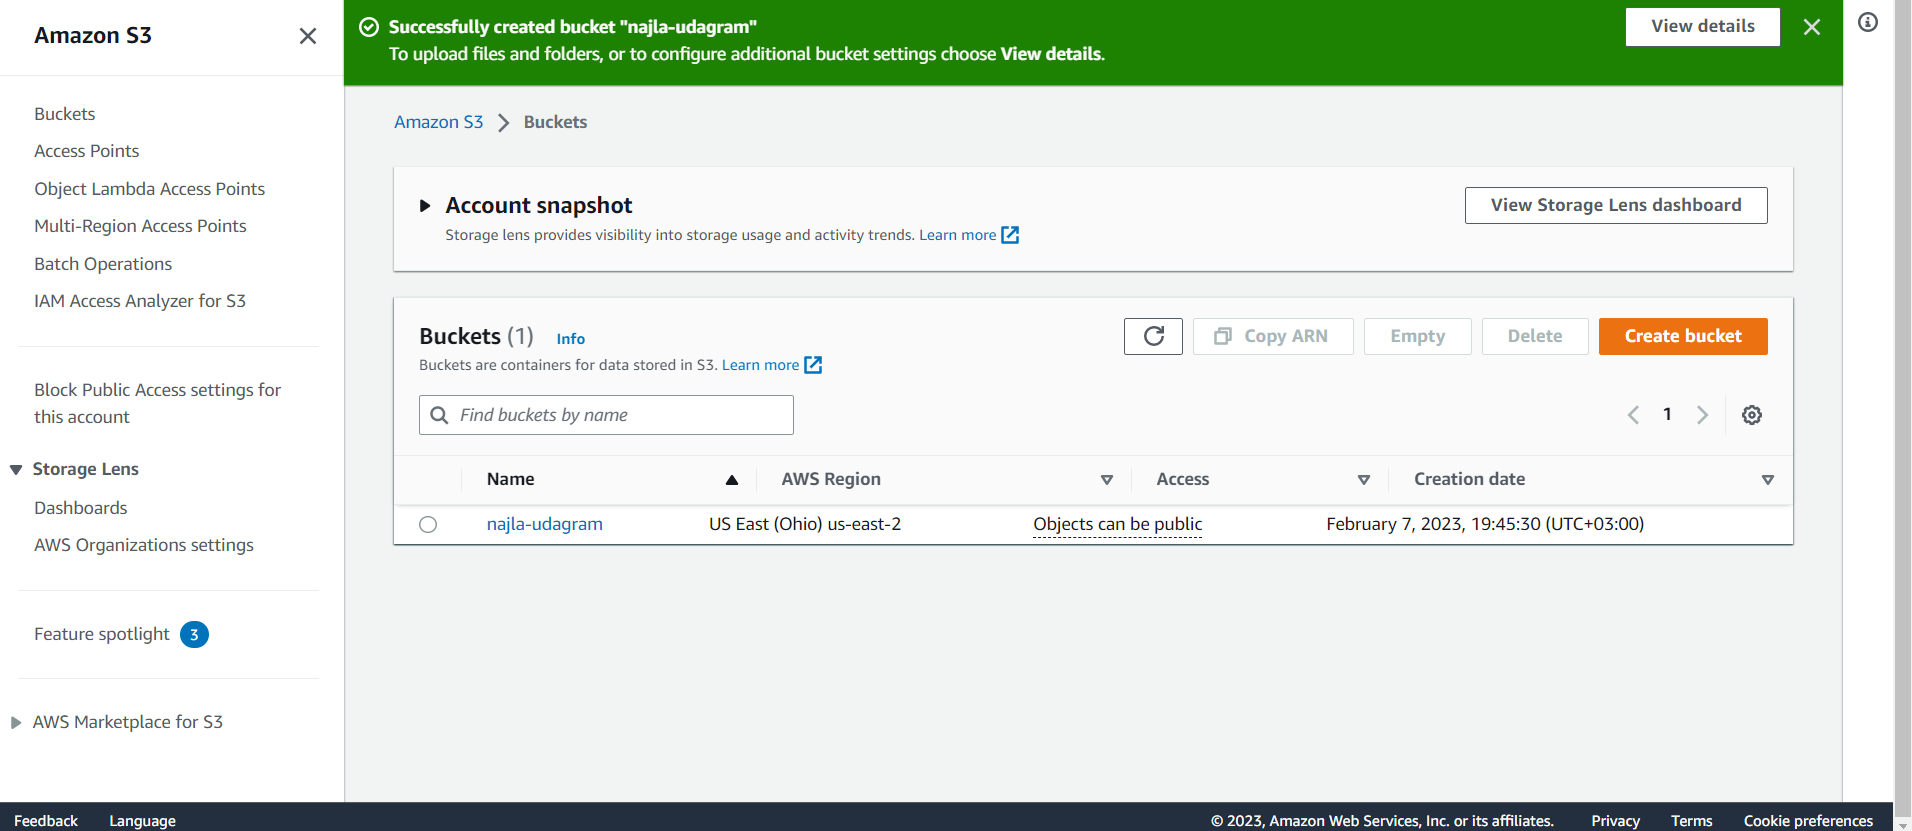 Amazon S3
Buckets
Access Points
Object Lambda Access Points
Multi-Region Access Points
Batch Operations
IAM Access Analyzer for S3
Block Public Access settings for
this account
Storage Lens
Dashboards
AWS Organizations settings
Feature spotlight 3
AWS Marketplace for S3
Successfully created bucket "najla-udagram"
To upload files and folders, or to configure additional bucket settings choose View details.
View details
Amazon S3 Buckets
Account snapshot
Storage lens provides visibility into storage usage and activity trends. Learn more
View Storage Lens dashboard
Buckets (1) Info
Buckets are containers for data stored in S3. Learn more
Copy ARN Empty Delete Create bucket
Find buckets by name
1
Name AWS Region Access Creation date
najla-udagram US East (Ohio) us-east-2 Objects can be public February 7, 2023, 19:45:30 (UTC+03:00)
Feedback Language © 2023, Amazon Web Services, Inc. or its affiliates. Privacy Terms Cookie preferences